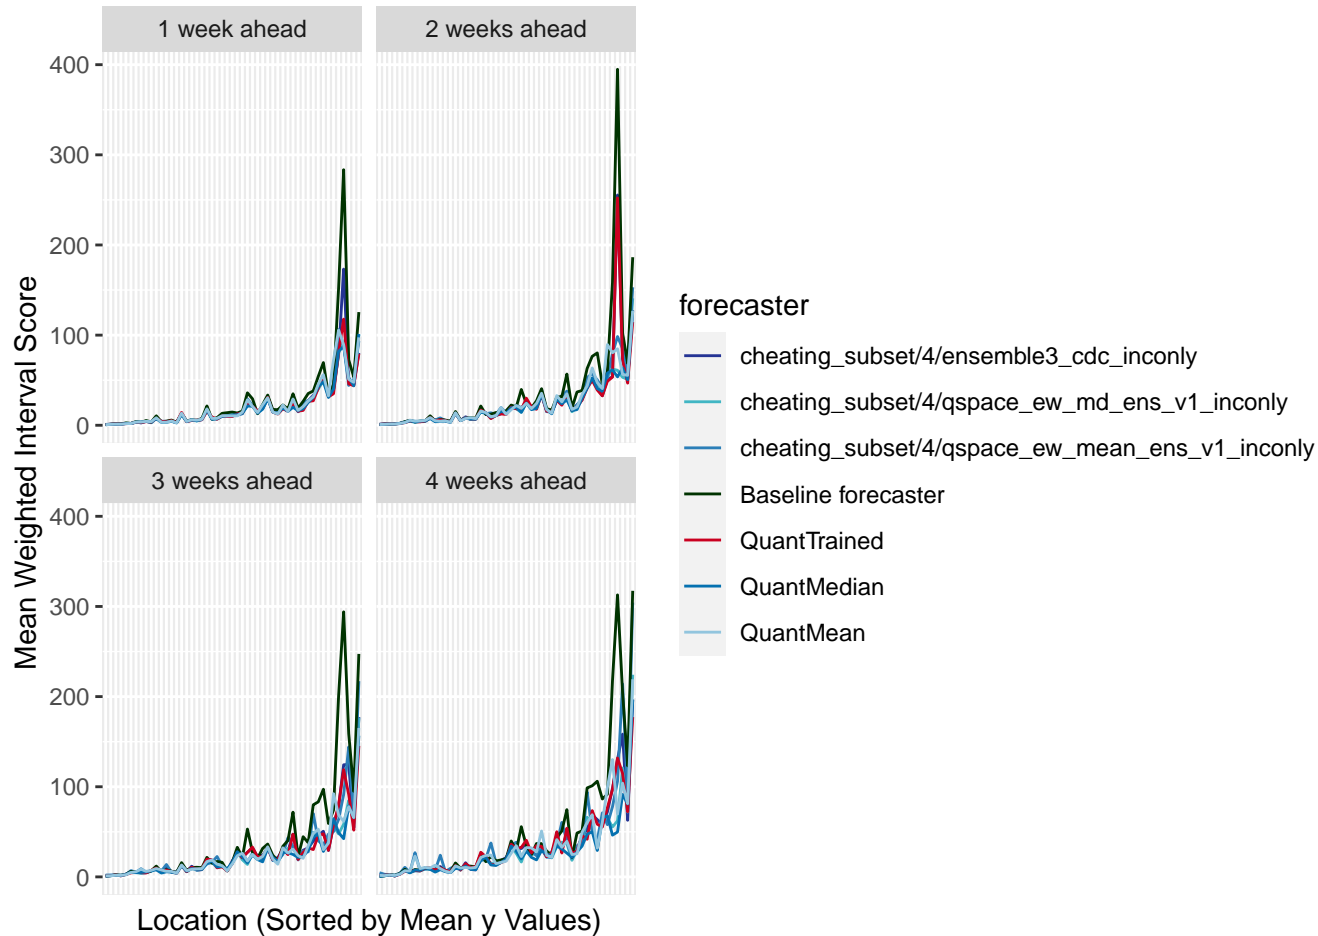 1 week ahead
2 weeks ahead
400
300
200
100
0
3 weeks ahead
4 weeks ahead
400
300
200
100
0
Mean Weighted Interval Score
Location (Sorted by Mean y Values)
forecaster
cheating_subset/4/ensemble3_cdc_inconly
cheating_subset/4/qspace_ew_md_ens_v1_inconly
cheating_subset/4/qspace_ew_mean_ens_v1_inconly
Baseline forecaster
QuantTrained
QuantMedian
QuantMean